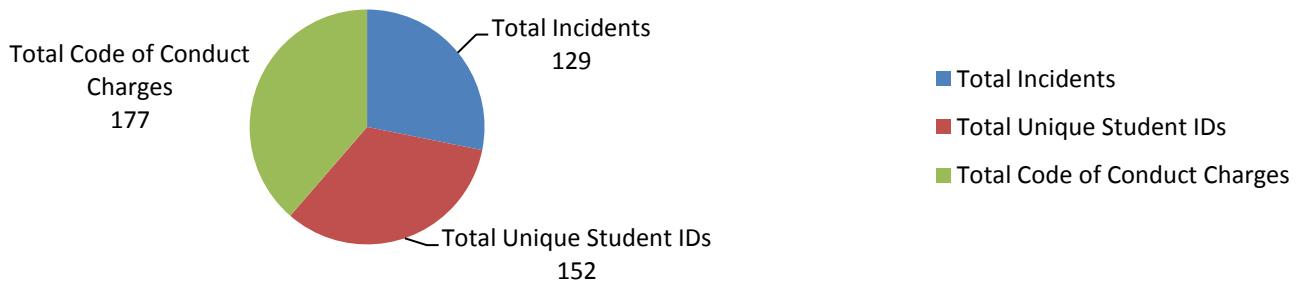 Total Incidents
129
Total Code of Conduct
Charges
177
Total Unique Student IDs
152
Total Incidents
Total Unique Student IDs
Total Code of Conduct Charges